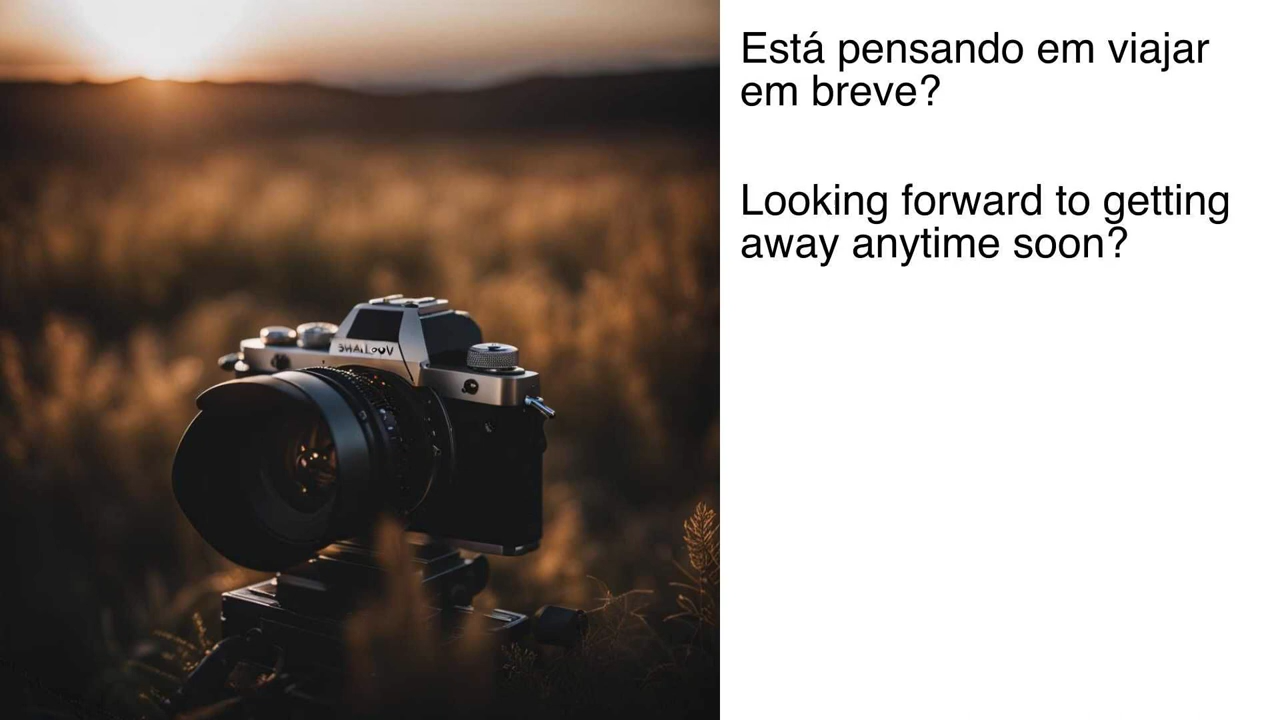 Está pensando em viajar
em breve?
Looking forward to getting
away anytime soon?